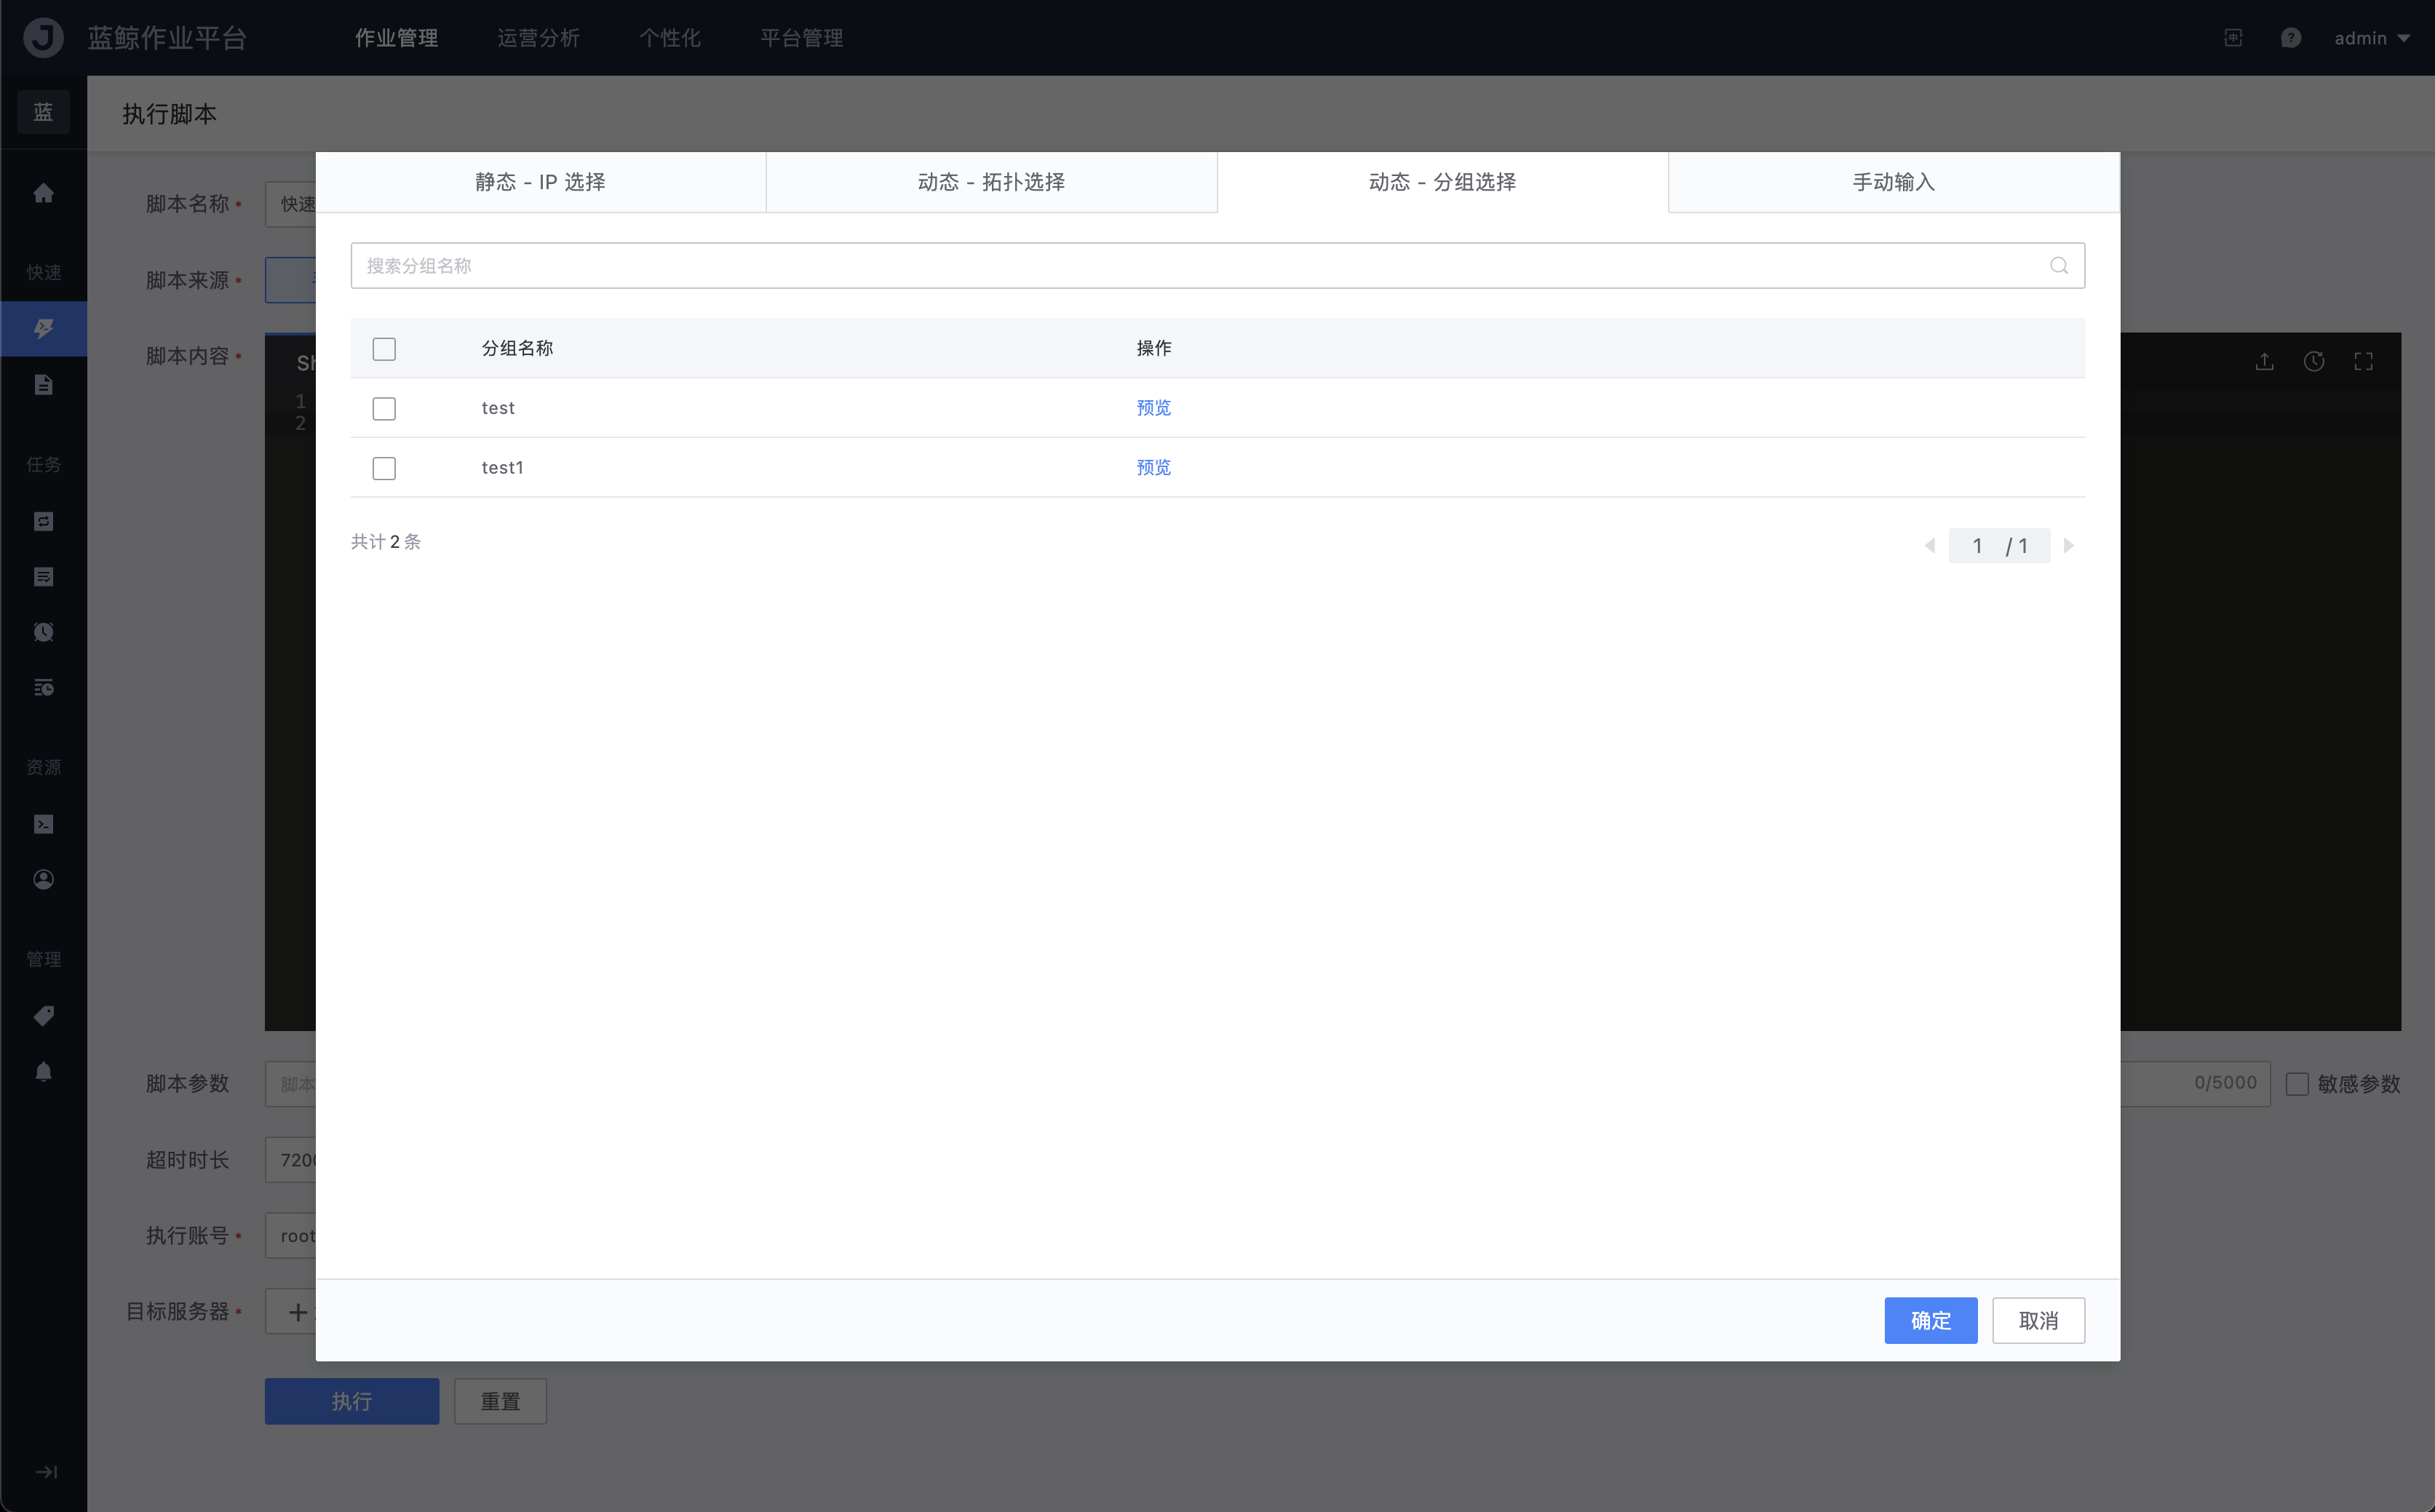 蓝鲸作业平台
作业管理 运营分析 个性化 平台管理
admin
蓝
执行脚本
静态 - IP 选择 动态 - 拓扑选择 动态 - 分组选择 手动输入
脚本名称 * 快速
搜索分组名称
快速
脚本来源 *
分组名称 操作
脚本内容 *
1
2
test 预览
test1 预览
任务
共计 2 条
1 / 1
资源
管理
脚本参数 脚本
0/5000 敏感参数
超时时长 7200
执行账号 * root
目标服务器 *
确定 取消
执行 重置